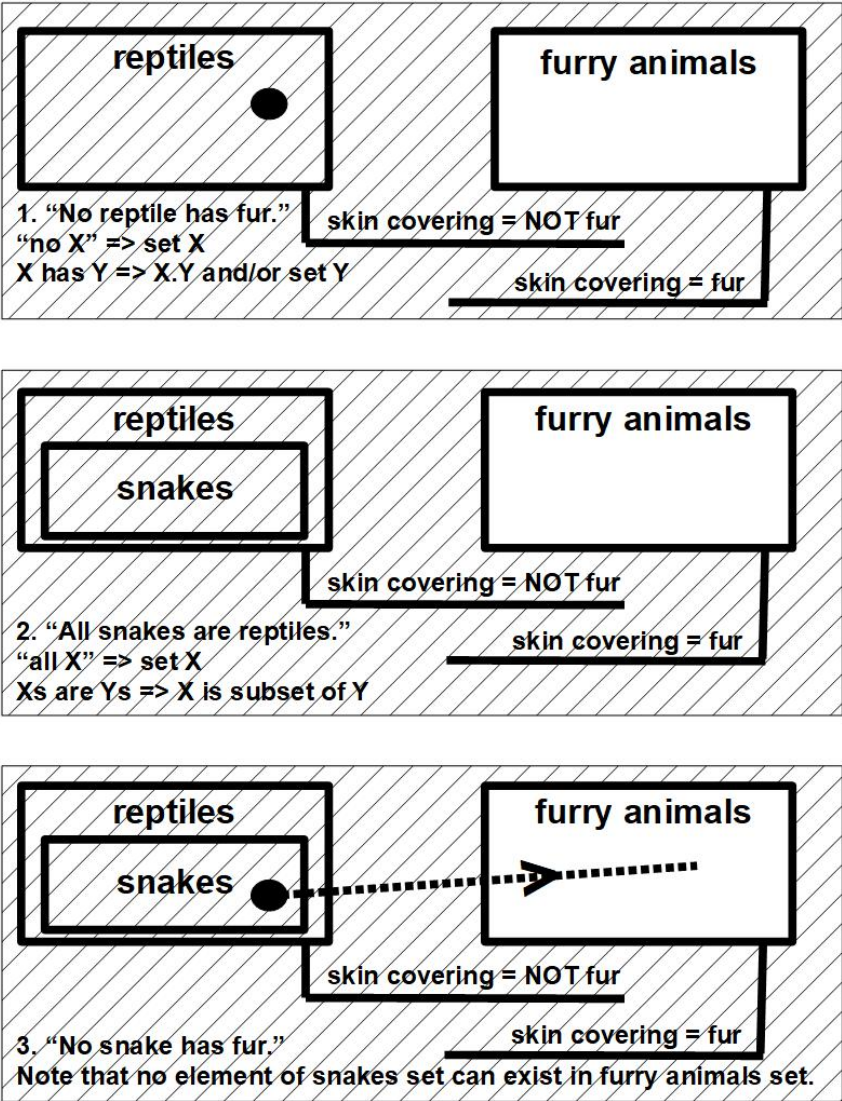 reptiles
furry animals
1. “No reptile has fur.”
“no X” => set X
X has Y => X.Y and/or set Y
skin covering = NOT fur
skin covering = fur
reptiles
furry animals
snakes
skin covering = NOT fur
2. “All snakes are reptiles.”
“all X” => set X
Xs are Ys => X is subset of Y
skin covering = fur
reptiles
furry animals
snakes
skin covering = NOT fur
skin covering = fur
3. “No snake has fur.”
Note that no element of snakes set can exist in furry animals set.